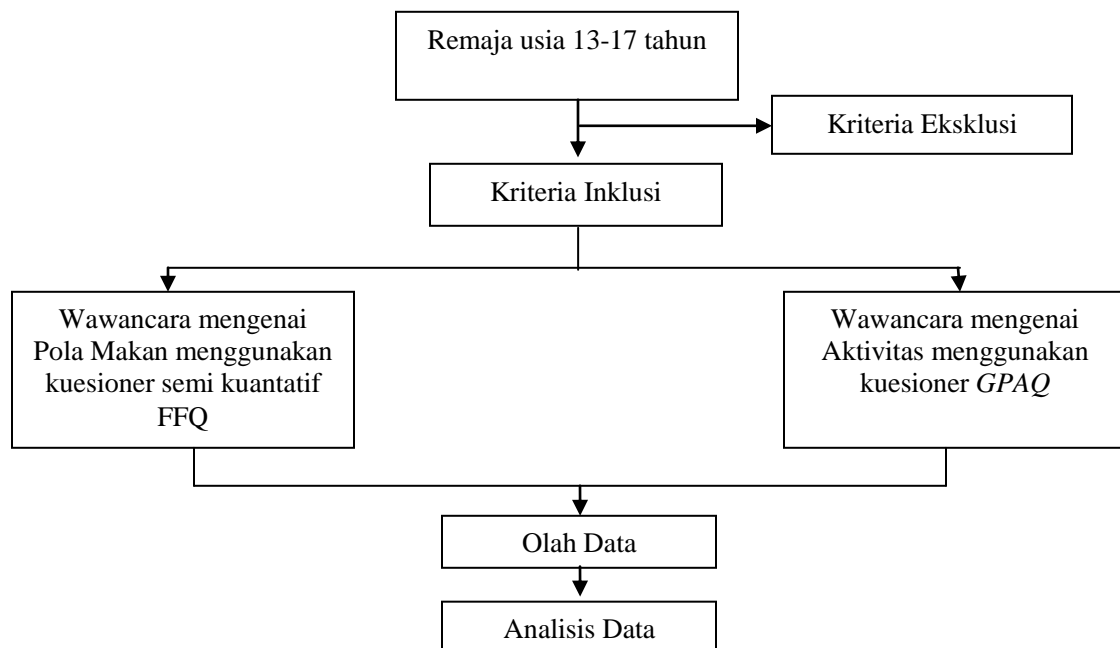 Remaja usia 13-17 tahun
Kriteria Eksklusi
Kriteria Inklusi
Wawancara mengenai
Pola Makan menggunakan
kuesioner semi kuantatif
FFQ
Wawancara mengenai
Aktivitas menggunakan
kuesioner GPAQ
Olah Data
Analisis Data